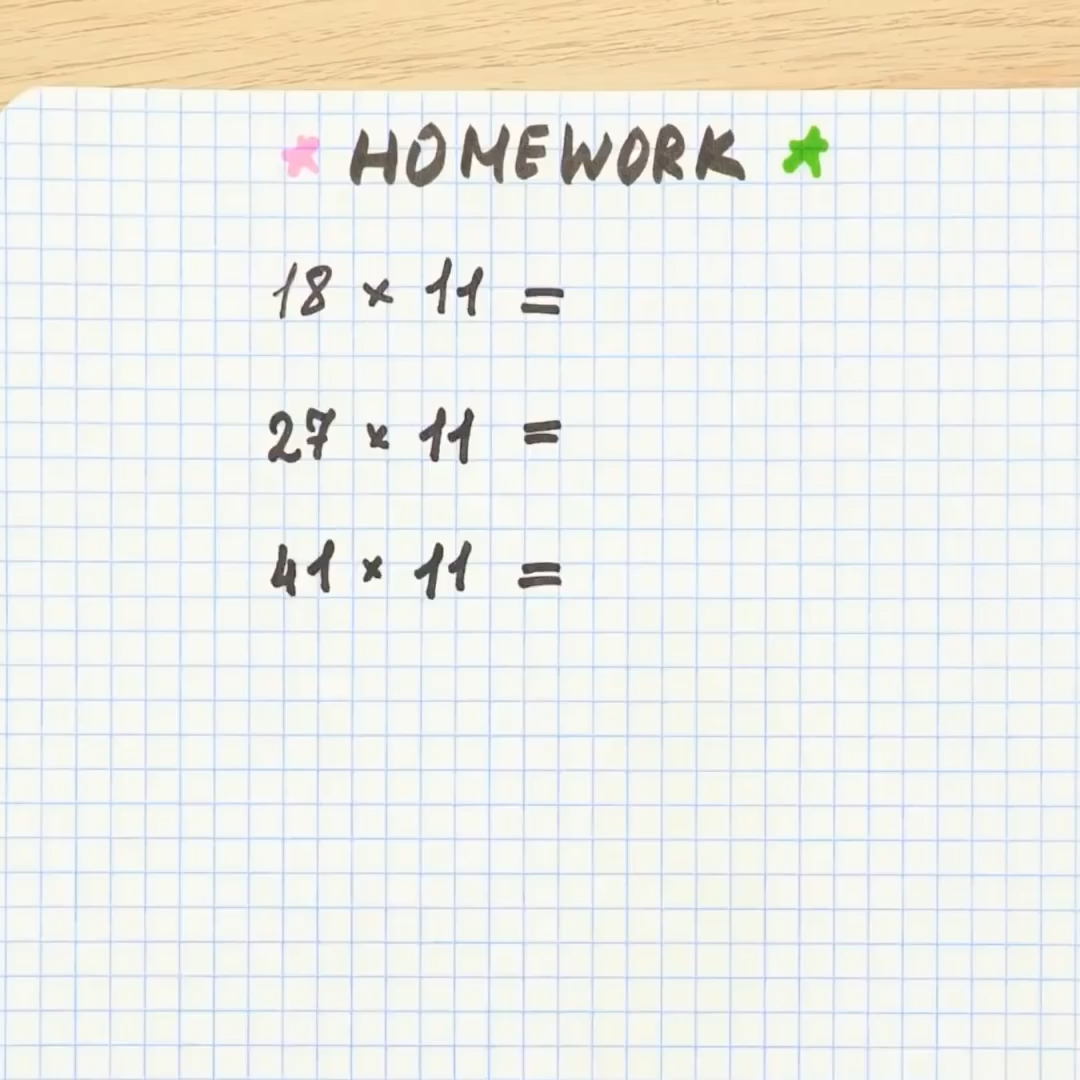 HOMEWORK
18 × 11 =
27 × 11 =
41 × 11 =